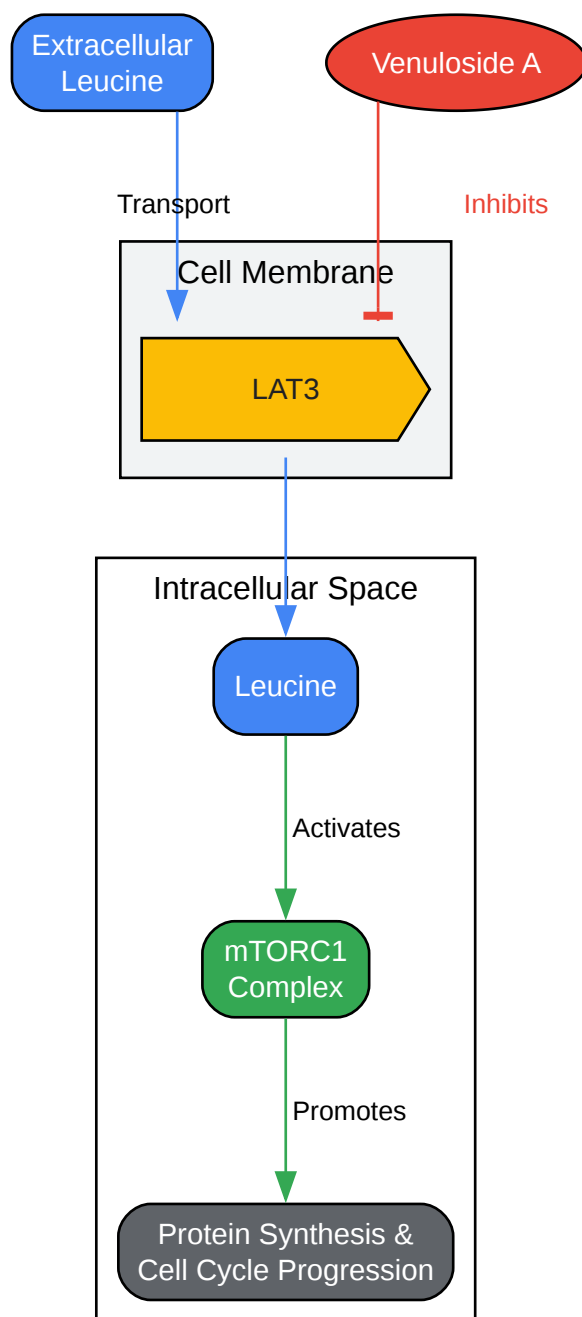 Extracellular
Leucine
Venuloside A
Transport
Inhibits
Cell Membrane
LAT3
Intracellular Space
Leucine
Activates
mTORC1
Complex
Promotes
Protein Synthesis &
Cell Cycle Progression